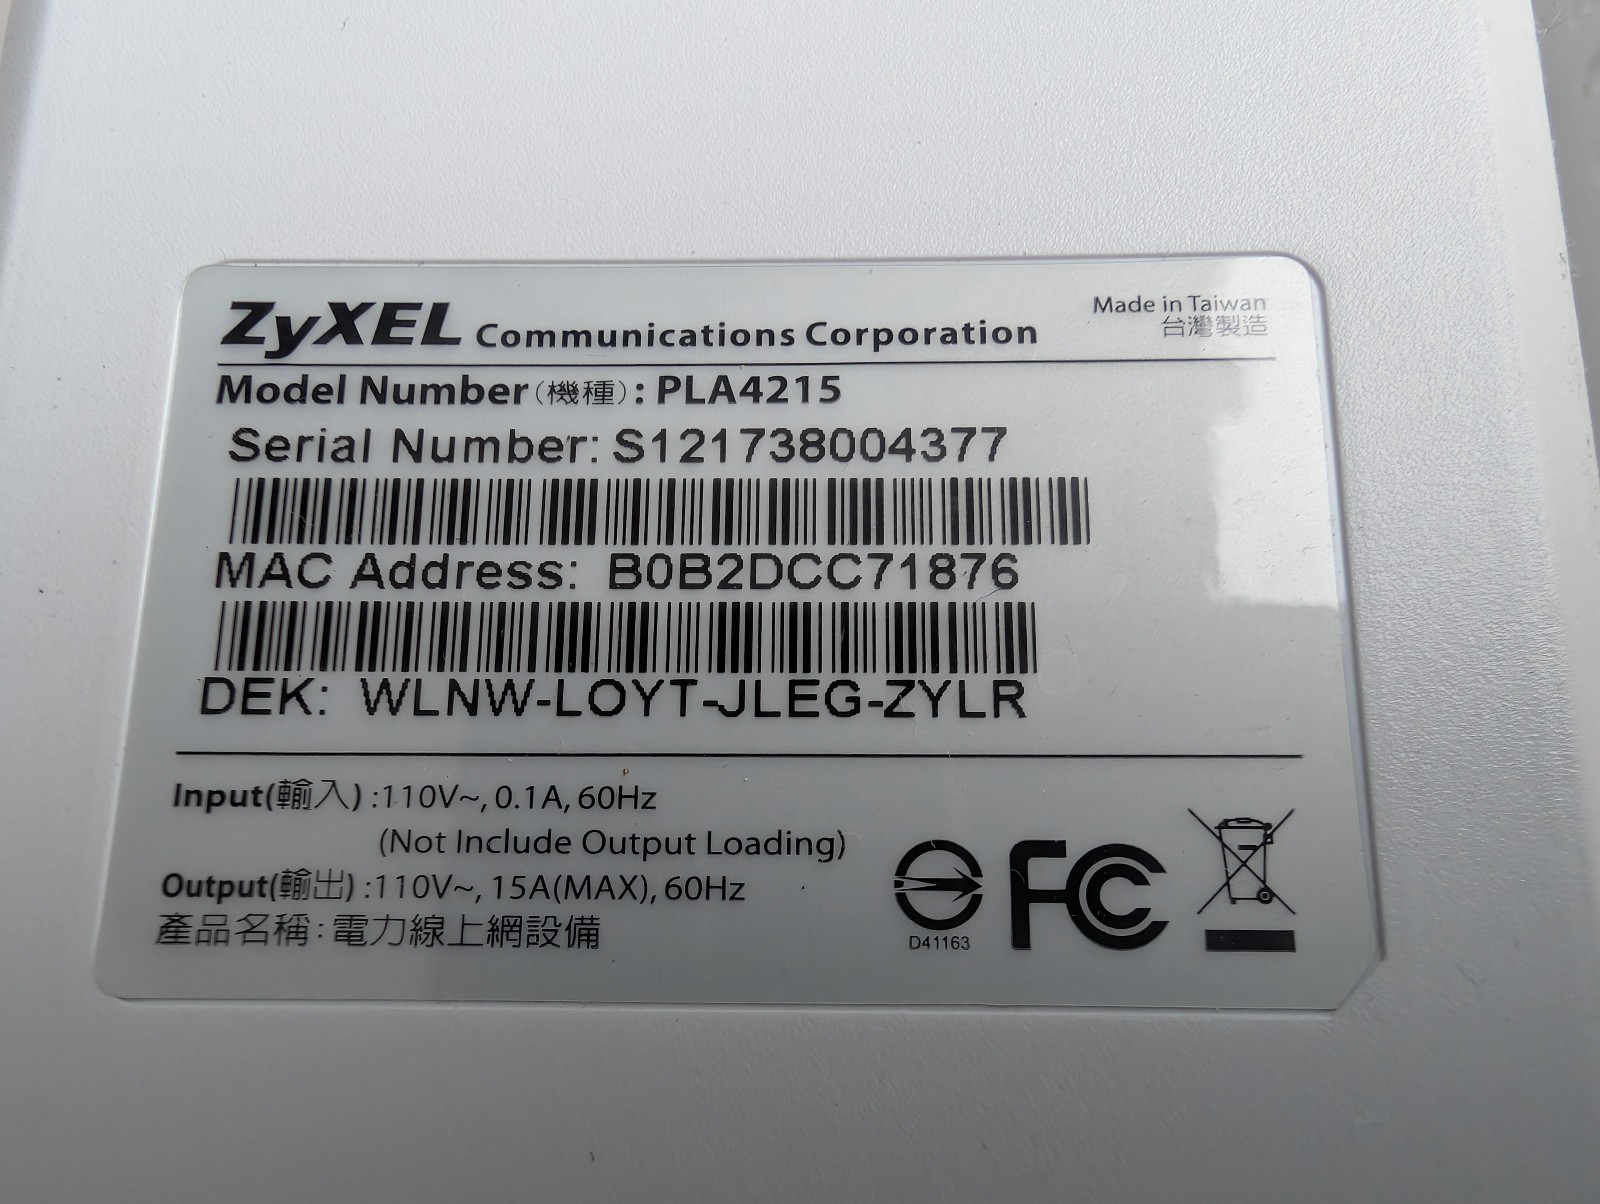 ZyXEL Communications Corporation
Made in Taiwan
台灣製造
Model Number(機種): PLA4215
Serial Number: S121738004377
MAC Address: B0B2DCC71876
DEK: WLNW-LOYT-JLEG-ZYLR
Input(輸入) :110V~, 0.1A, 60Hz
(Not Include Output Loading)
Output(輸出) :110V~, 15A(MAX), 60Hz
產品名稱：電力線上網設備
D41163
FC